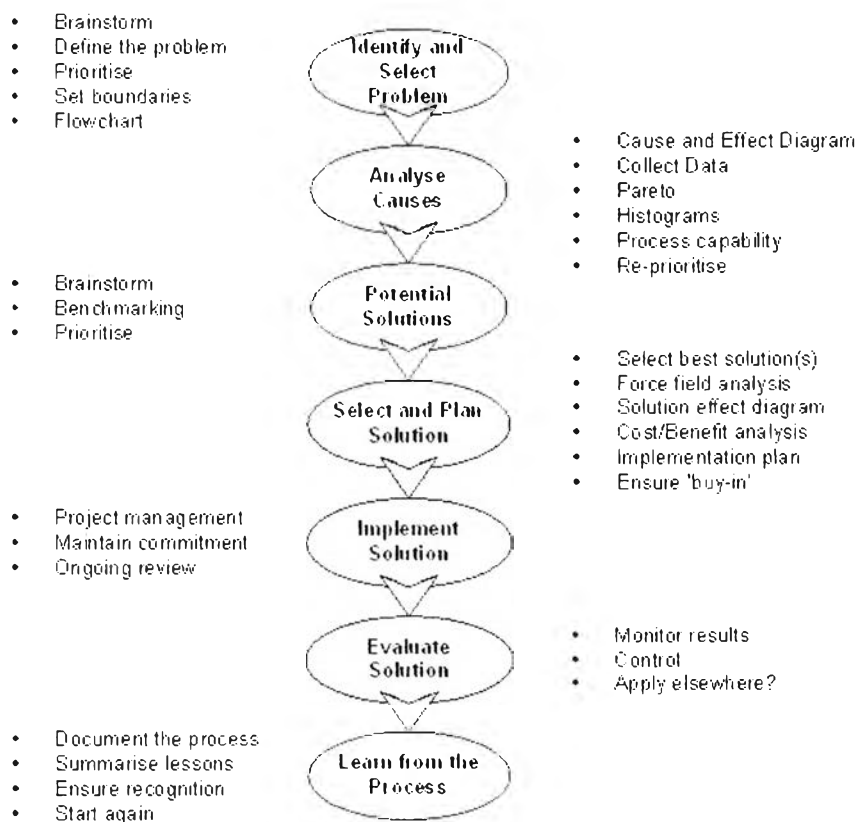 • Brainstorm
• Define the problem
• Prioritise
• Set boundaries
• Flowchart
Identify and
Select
Problem
• Cause and Effect Diagram
• Collect Data
• Pareto
• Histograms
• Process capability
• Re-prioritise
Analyse
Causes
• Brainstorm
• Benchmarking
• Prioritise
Potential
Solutions
• Select best solution(s)
• Force field analysis
• Solution effect diagram
• Cost/Benefit analysis
• Implementation plan
• Ensure 'buy-in'
Select and Plan
Solution
• Project management
• Maintain commitment
• Ongoing review
Implement
Solution
Evaluate
Solution
• Monitor results
• Control
• Apply elsewhere?
• Document the process
• Summarise lessons
• Ensure recognition
• Start again
Learn from the
Process